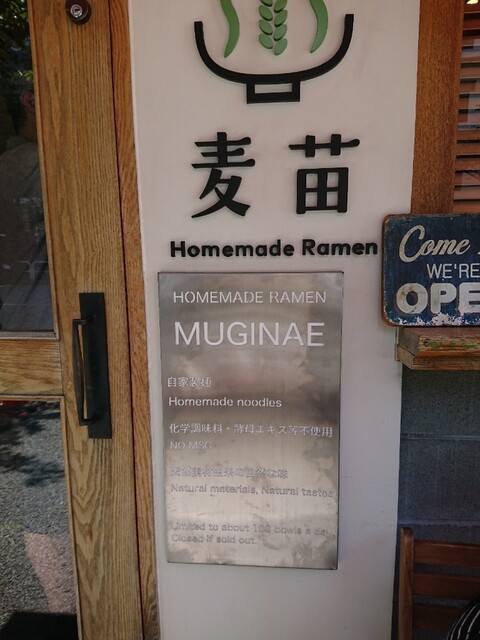 麦苗
Homemade Ramen
Come
WE'RE
OPE
HOMEMADE RAMEN
MUGINAE
自家製麺
Homemade noodles
化学調味料・酵母エキス等不使用
NO MSG
Natural materials, Natural tastes
Limited to about 100 bowls a day
Closed if sold out.